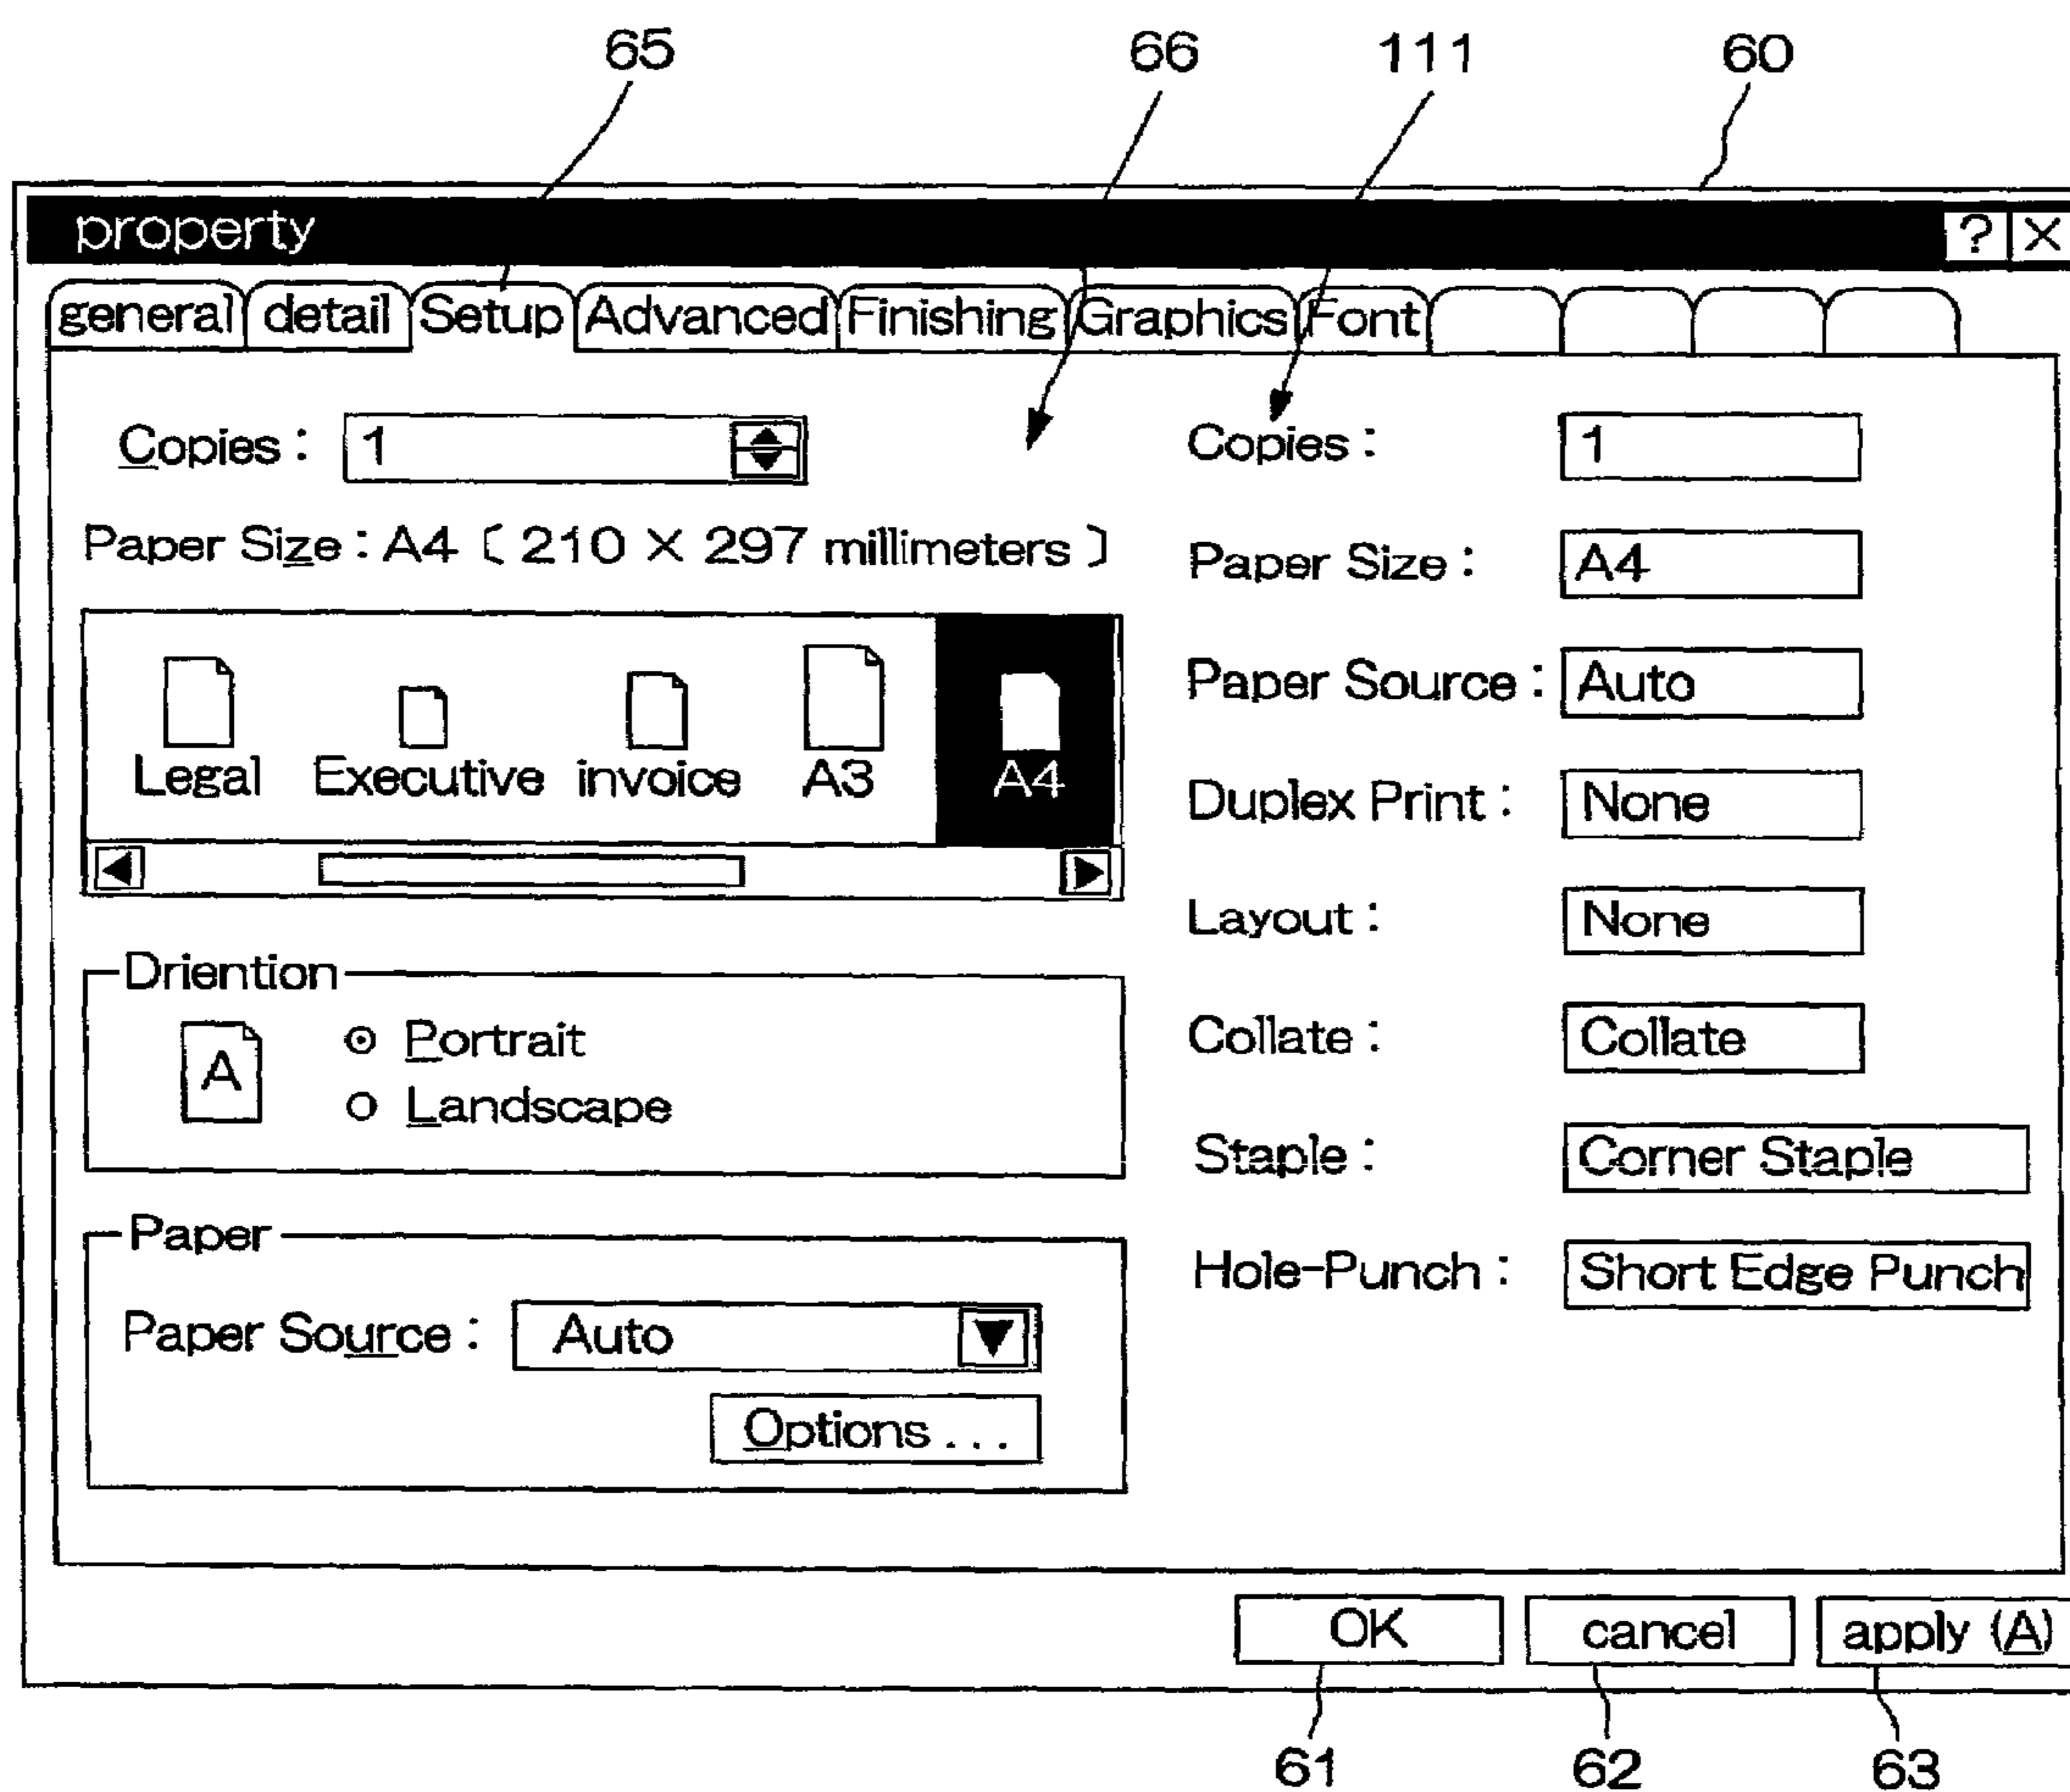 65 66 111 60
property ? X
general detail Setup Advanced Finishing Graphics Font
Copies : 1
Paper Size : A4 〔 210 × 297 millimeters 〕
Legal Executive invoice A3 A4
Driention
A
Portrait
Landscape
Paper
Paper Source : Auto
Options ...
Copies : 1
Paper Size : A4
Paper Source : Auto
Duplex Print : None
Layout : None
Collate : Collate
Staple : Corner Staple
Hole-Punch : Short Edge Punch
OK cancel apply (A)
61 62 63